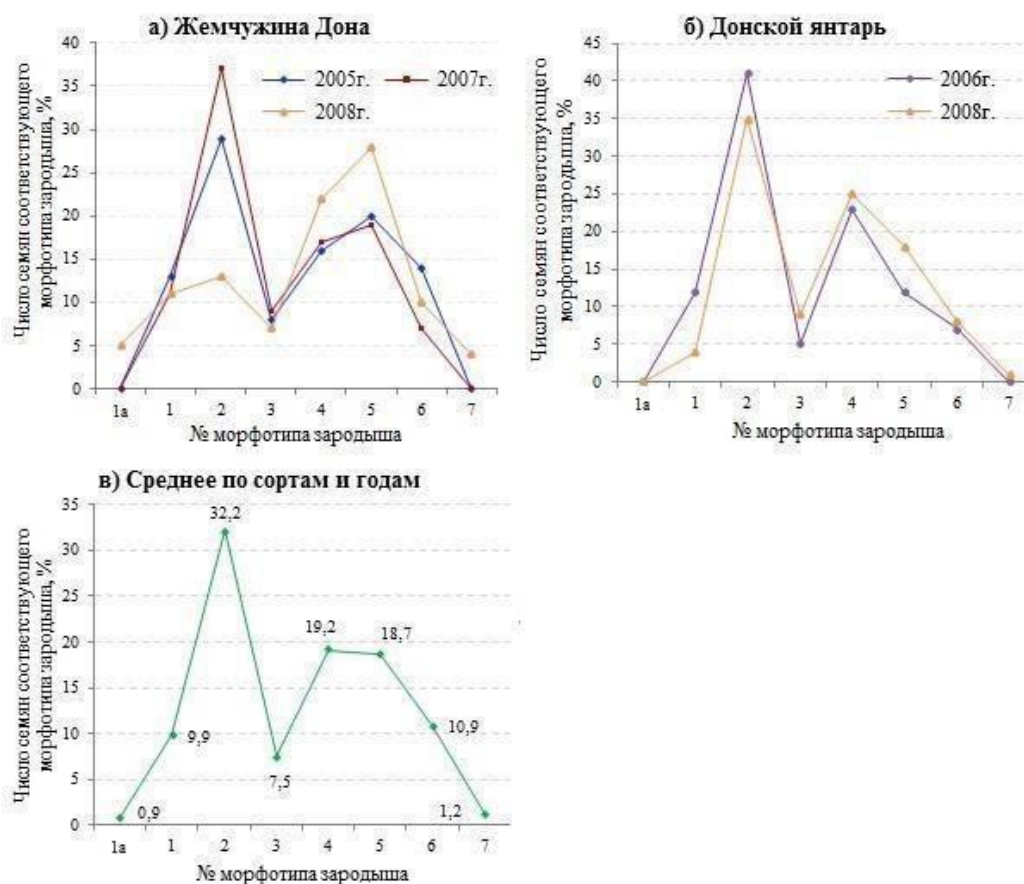 а) Жемчужина Дона
Число семян соответствующего
морфотипа зародыша, %
40
35
30
25
20
15
10
5
0
2005г.
2007г.
2008г.
1а 1 2 3 4 5 6 7
№ морфотипа зародыша
б) Донской янтарь
Число семян соответствующего
морфотипа зародыша, %
45
40
35
30
25
20
15
10
5
0
2006г.
2008г.
1а 1 2 3 4 5 6 7
№ морфотипа зародыша
в) Среднее по сортам и годам
Число семян соответствующего
морфотипа зародыша, %
35
30
25
20
15
10
5
0
32,2
19,2
18,7
9,9
7,5
10,9
0,9
1,2
1а 1 2 3 4 5 6 7
№ морфотипа зародыша